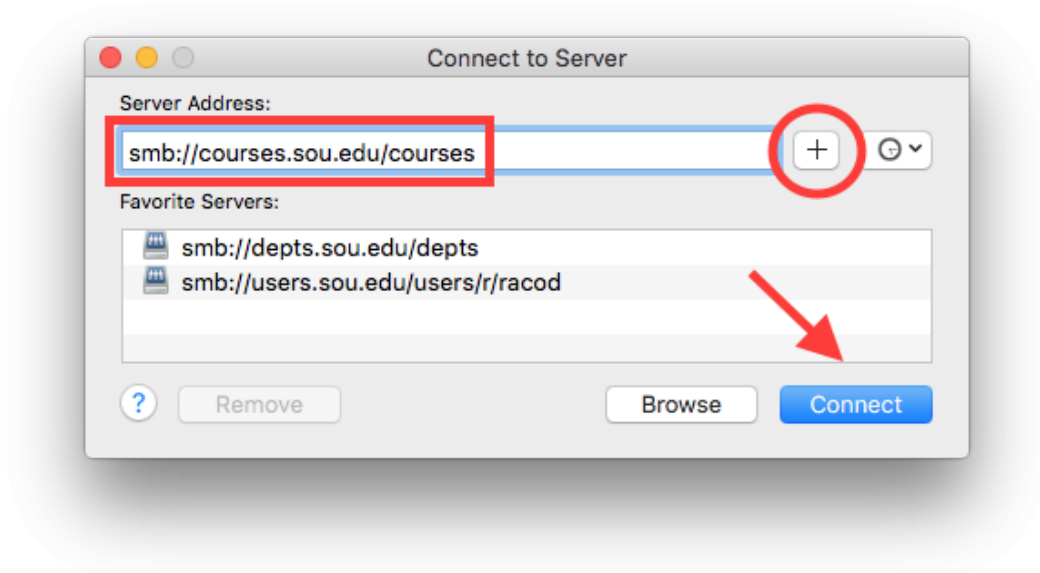 Connect to Server
Server Address:
smb://courses.sou.edu/courses
+
Favorite Servers:
smb://depts.sou.edu/depts
smb://users.sou.edu/users/r/racod
? Remove Browse Connect